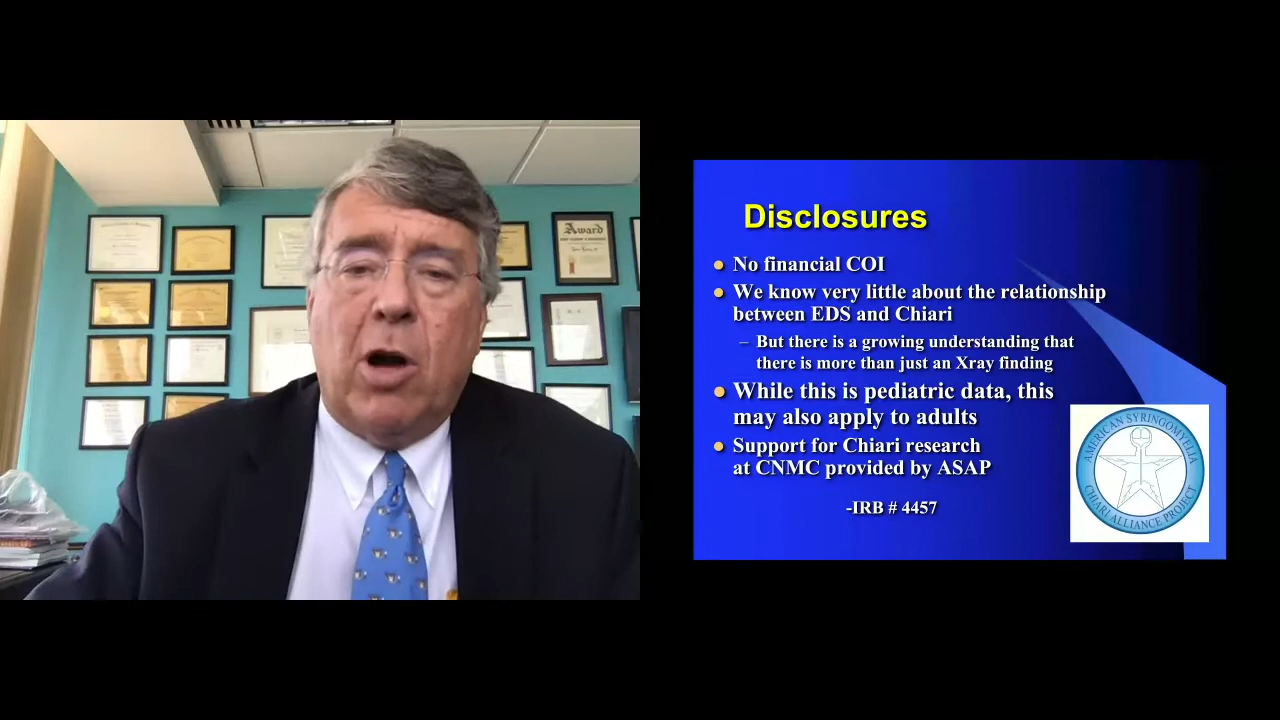 Award
Disclosures
No financial COI
We know very little about the relationship
between EDS and Chiari
– But there is a growing understanding that
there is more than just an Xray finding
While this is pediatric data, this
may also apply to adults
Support for Chiari research
at CNMC provided by ASAP
-IRB # 4457
AMERICAN SYRINGOMYELIA
CHIARI ALLIANCE PROJECT